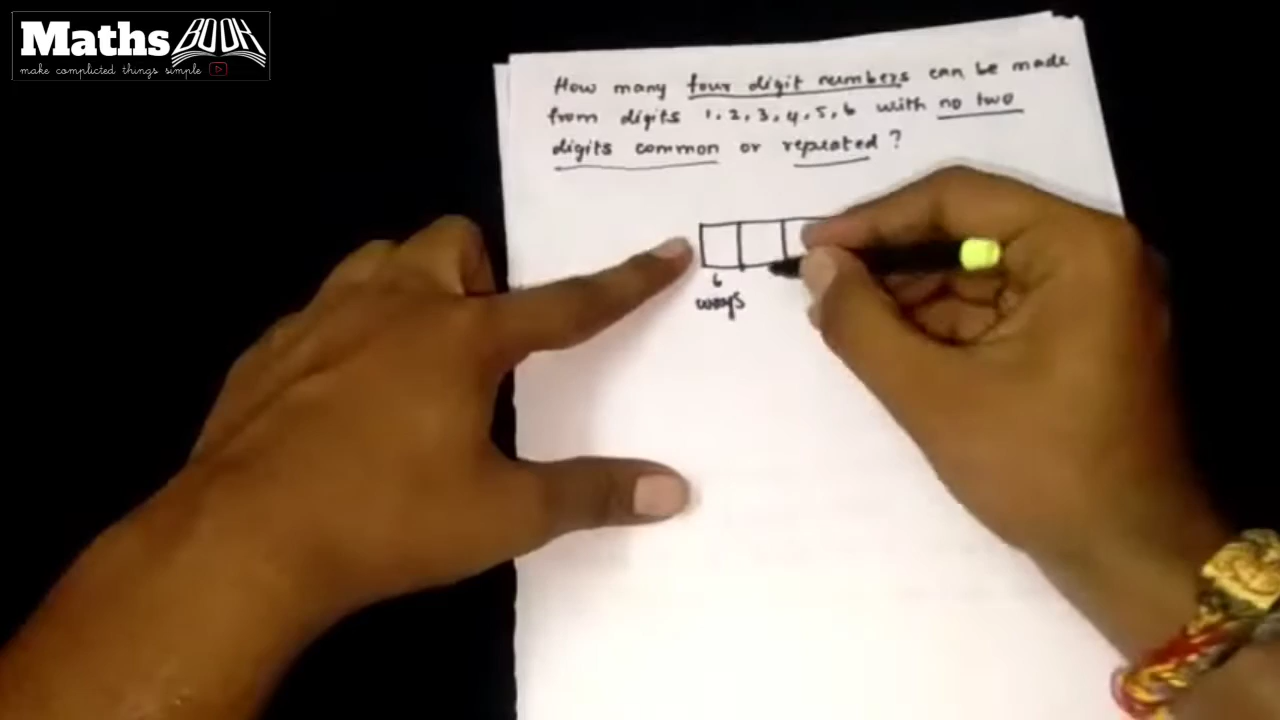 Maths BOOK
make complicted things simple
How many four digit numbers can be made
from digits 1, 2, 3, 4, 5, 6 with no two
digits common or repeated ?
6
ways